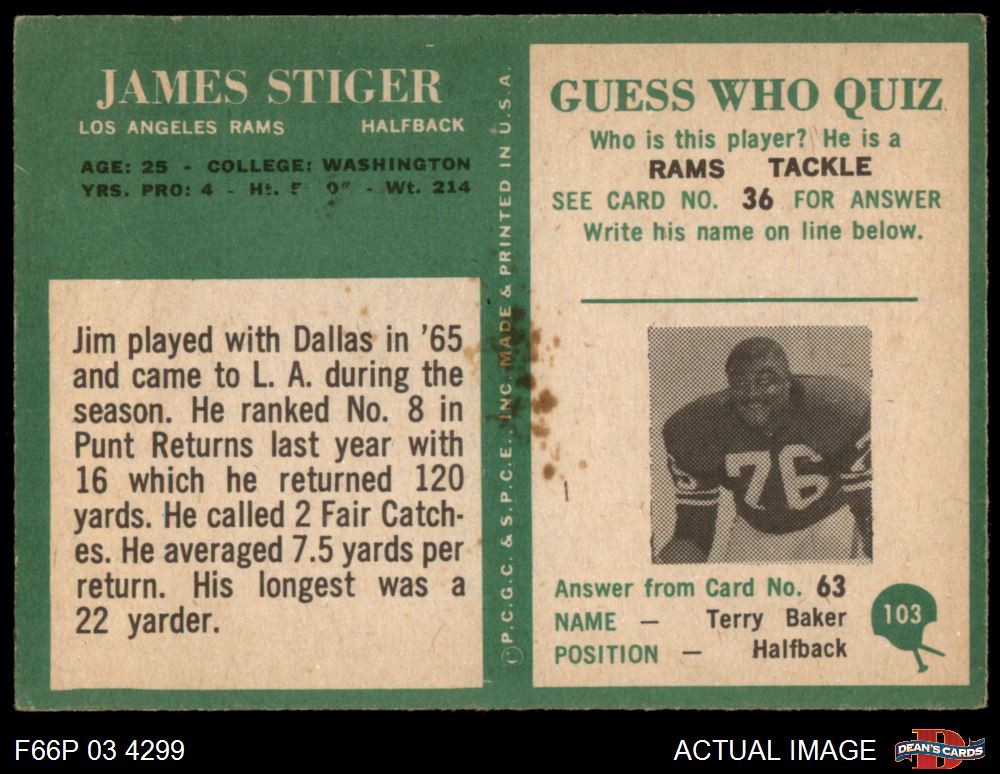 JAMES STIGER
LOS ANGELES RAMS HALFBACK
AGE: 25 - COLLEGE: WASHINGTON
YRS. PRO: 4 - Ht. 5 0" - Wt. 214
Jim played with Dallas in '65
and came to L. A. during the
season. He ranked No. 8 in
Punt Returns last year with
16 which he returned 120
yards. He called 2 Fair Catch-
es. He averaged 7.5 yards per
return. His longest was a
22 yarder.
©P.C.G.C. & S.P.C.E., INC. MADE & PRINTED IN U.S.A.
GUESS WHO QUIZ
Who is this player? He is a
RAMS TACKLE
SEE CARD NO. 36 FOR ANSWER
Write his name on line below.
76
Answer from Card No. 63
NAME — Terry Baker
POSITION — Halfback
103
F66P 03 4299
ACTUAL IMAGE
DEAN'S CARDS